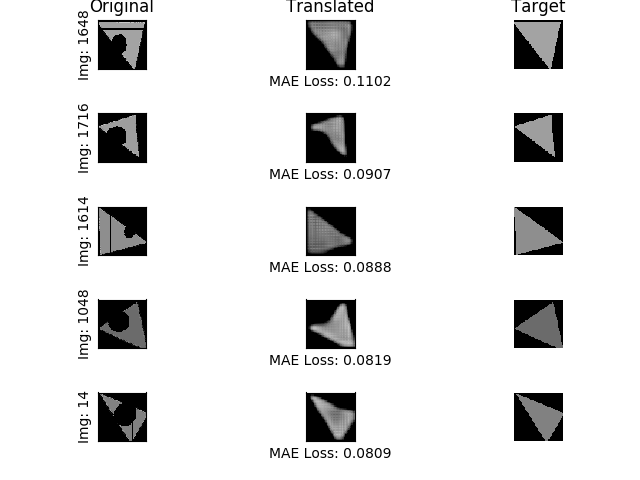 Original Translated Target
Img: 1648
MAE Loss: 0.1102
Img: 1716
MAE Loss: 0.0907
Img: 1614
MAE Loss: 0.0888
Img: 1048
MAE Loss: 0.0819
Img: 14
MAE Loss: 0.0809